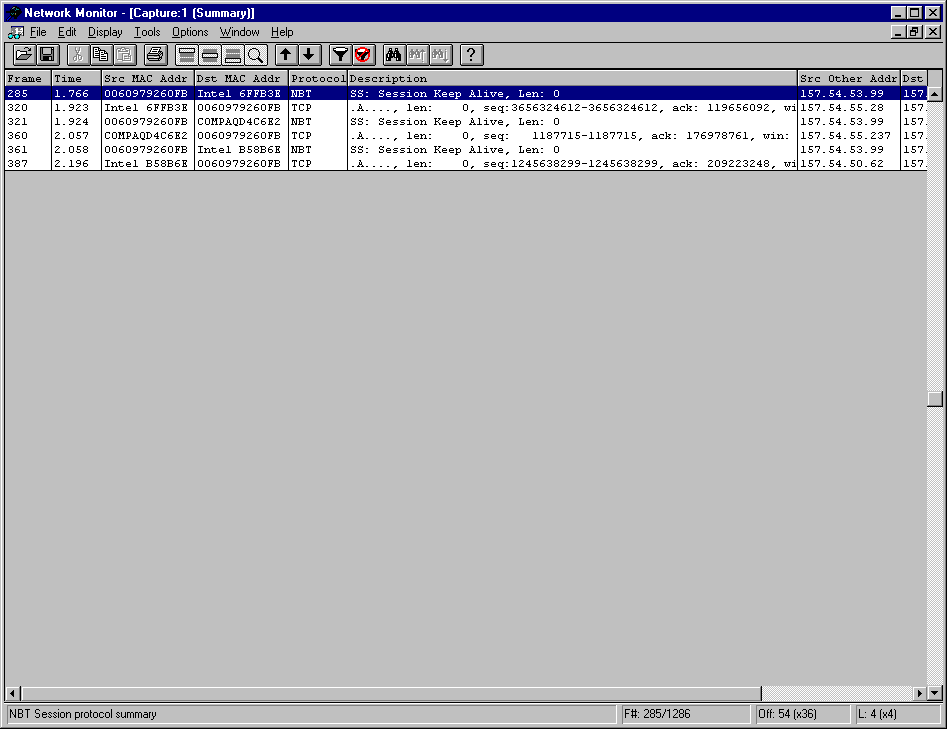 Network Monitor - [Capture:1 (Summary)]
File Edit Display Tools Options Window Help
Frame Time Src MAC Addr Dst MAC Addr Protocol Description Src Other Addr Dst
285 1.766 0060979260FB Intel 6FFB3E NBT SS: Session Keep Alive, Len: 0 157.54.53.99 157.
320 1.923 Intel 6FFB3E 0060979260FB TCP .A...., len: 0, seq:3656324612-3656324612, ack: 119656092, wi 157.54.55.28 157.
321 1.924 0060979260FB COMPAQD4C6E2 NBT SS: Session Keep Alive, Len: 0 157.54.53.99 157.
360 2.057 COMPAQD4C6E2 0060979260FB TCP .A...., len: 0, seq: 1187715-1187715, ack: 176978761, win: 157.54.55.237 157.
361 2.058 0060979260FB Intel B58B6E NBT SS: Session Keep Alive, Len: 0 157.54.53.99 157.
387 2.196 Intel B58B6E 0060979260FB TCP .A...., len: 0, seq:1245638299-1245638299, ack: 209223248, wi 157.54.50.62 157.
NBT Session protocol summary F#: 285/1286 Off: 54 (x36) L: 4 (x4)